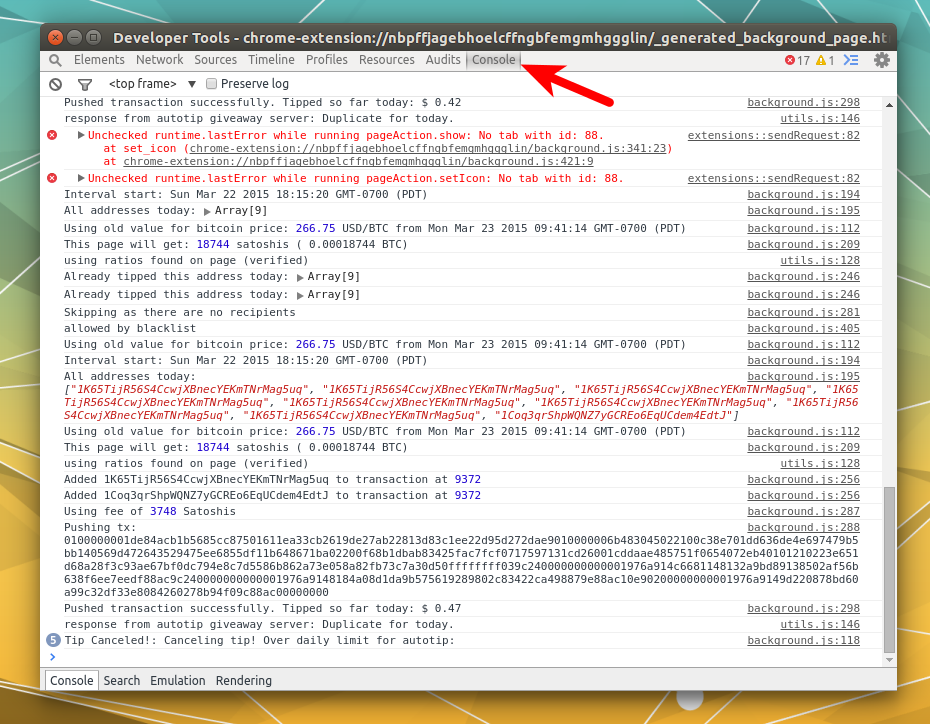 Developer Tools - chrome-extension://nbpffjagebhoelcffngbfemgmhggglin/_generated_background_page.ht
Elements Network Sources Timeline Profiles Resources Audits Console 17 1
<top frame> ▼ Preserve log
Pushed transaction successfully. Tipped so far today: $ 0.42 background.js:298
response from autotip giveaway server: Duplicate for today. utils.js:146
Unchecked runtime.lastError while running pageAction.show: No tab with id: 88. extensions::sendRequest:82
at set_icon (chrome-extension://nbpffjagebhoelcffngbfemgmhggglin/background.js:341:23)
at chrome-extension://nbpffjagebhoelcffngbfemgmhggglin/background.js:421:9
Unchecked runtime.lastError while running pageAction.setIcon: No tab with id: 88. extensions::sendRequest:82
Interval start: Sun Mar 22 2015 18:15:20 GMT-0700 (PDT) background.js:194
All addresses today: ▶ Array[9] background.js:195
Using old value for bitcoin price: 266.75 USD/BTC from Mon Mar 23 2015 09:41:14 GMT-0700 (PDT) background.js:112
This page will get: 18744 satoshis ( 0.00018744 BTC) background.js:209
using ratios found on page (verified) utils.js:128
Already tipped this address today: ▶ Array[9] background.js:246
Already tipped this address today: ▶ Array[9] background.js:246
Skipping as there are no recipients background.js:281
allowed by blacklist background.js:405
Using old value for bitcoin price: 266.75 USD/BTC from Mon Mar 23 2015 09:41:14 GMT-0700 (PDT) background.js:112
Interval start: Sun Mar 22 2015 18:15:20 GMT-0700 (PDT) background.js:194
All addresses today: background.js:195
["1K65TijR56S4CcwjXBnecYEKmTNrMag5uq", "1K65TijR56S4CcwjXBnecYEKmTNrMag5uq", "1K65TijR56S4CcwjXBnecYEKmTNrMag5uq", "1K65
TijR56S4CcwjXBnecYEKmTNrMag5uq", "1K65TijR56S4CcwjXBnecYEKmTNrMag5uq", "1K65TijR56S4CcwjXBnecYEKmTNrMag5uq", "1K65TijR56
S4CcwjXBnecYEKmTNrMag5uq", "1K65TijR56S4CcwjXBnecYEKmTNrMag5uq", "1Coq3qrShpWQNZ7yGCREo6EqUCdem4EdtJ"]
Using old value for bitcoin price: 266.75 USD/BTC from Mon Mar 23 2015 09:41:14 GMT-0700 (PDT) background.js:112
This page will get: 18744 satoshis ( 0.00018744 BTC) background.js:209
using ratios found on page (verified) utils.js:128
Added 1K65TijR56S4CcwjXBnecYEKmTNrMag5uq to transaction at 9372 background.js:256
Added 1Coq3qrShpWQNZ7yGCREo6EqUCdem4EdtJ to transaction at 9372 background.js:256
Using fee of 3748 Satoshis background.js:287
Pushing tx: background.js:288
0100000001de84acb1b5685cc87501611ea33cb2619de27ab22813d83c1ee22d95d272dae9010000006b483045022100c38e701dd636de4e697479b5
bb140569d472643529475ee6855df11b648671ba02200f68b1dbab83425fac7fcf0717597131cd26001cddaae485751f0654072eb40101210223e651
d68a28f3c93ae67bf0dc794e8c7d5586b862a73e058a82fb73c7a30d50ffffffff039c240000000000001976a914c6681148132a9bd89138502af56b
638f6ee7eedf88ac9c240000000000001976a9148184a08d1da9b575619289802c83422ca498879e88ac10e90200000000001976a9149d220878bd60
a99c32df33e8084260278b94f09c88ac00000000
Pushed transaction successfully. Tipped so far today: $ 0.47 background.js:298
response from autotip giveaway server: Duplicate for today. utils.js:146
5 Tip Canceled!: Canceling tip! Over daily limit for autotip: background.js:118
Console Search Emulation Rendering